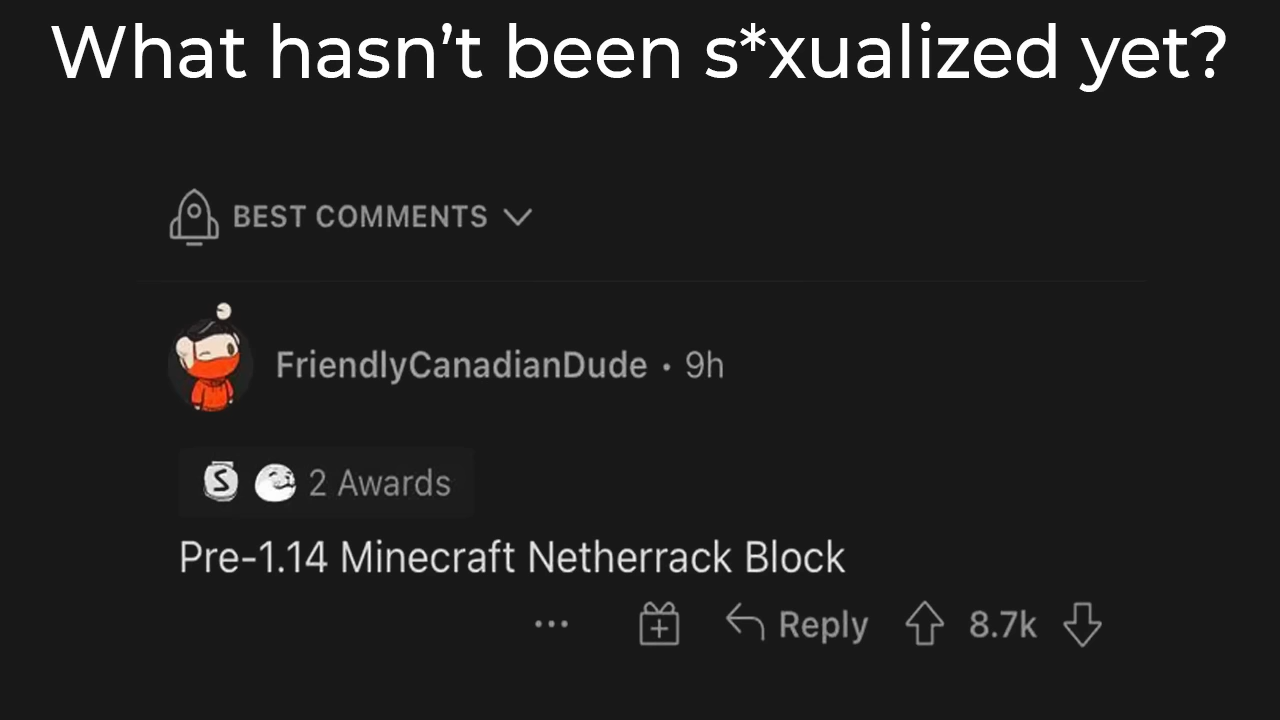 What hasn’t been s*xualized yet?
BEST COMMENTS
FriendlyCanadianDude • 9h
S 2 Awards
Pre-1.14 Minecraft Netherrack Block
... Reply 8.7k